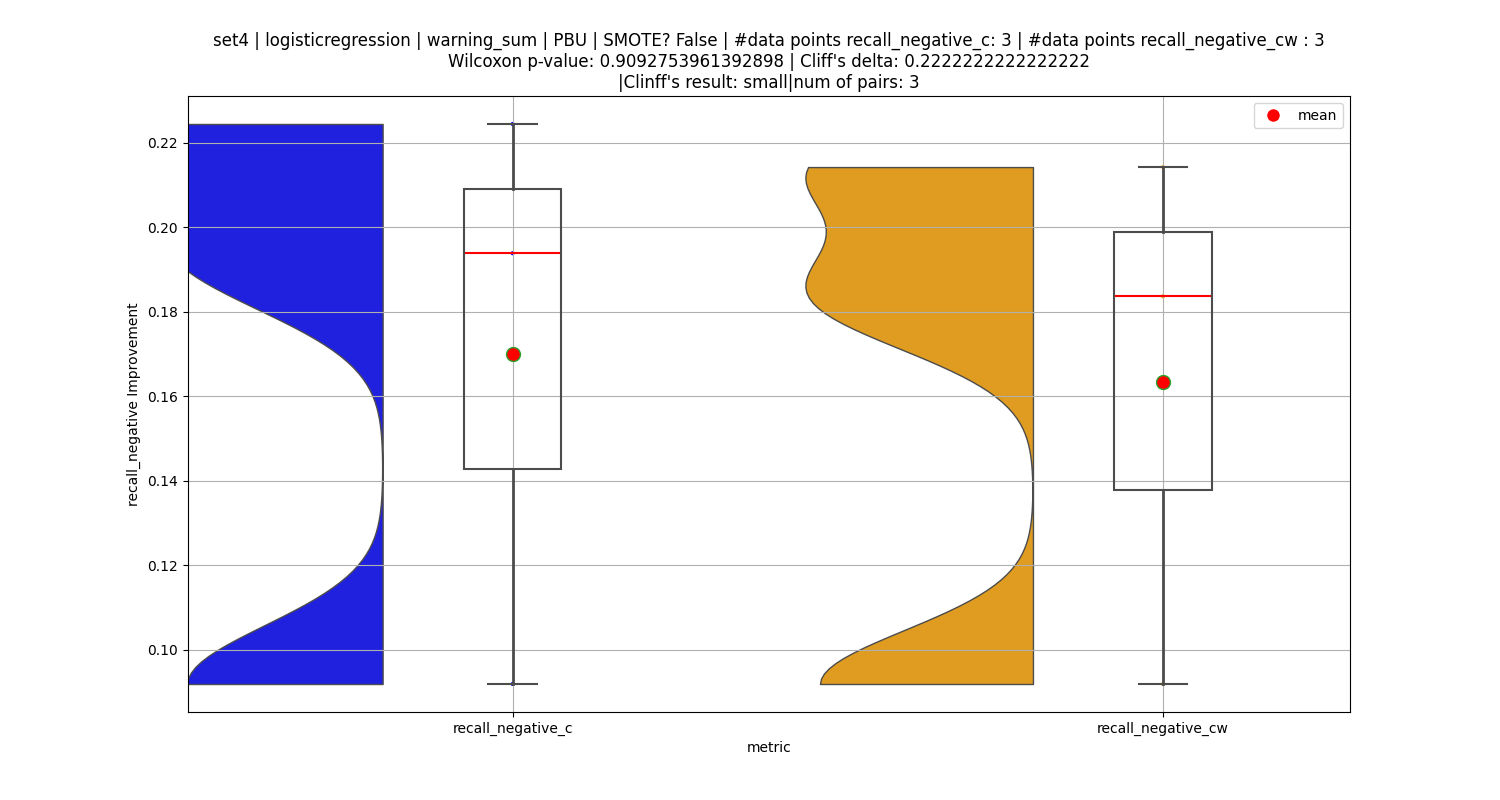 set4 | logisticregression | warning_sum | PBU | SMOTE? False | #data points recall_negative_c: 3 | #data points recall_negative_cw : 3
Wilcoxon p-value: 0.9092753961392898 | Cliff's delta: 0.2222222222222222
|Clinff's result: small|num of pairs: 3
mean
0.22
0.20
0.18
0.16
0.14
0.12
0.10
recall_negative Improvement
recall_negative_c
recall_negative_cw
metric